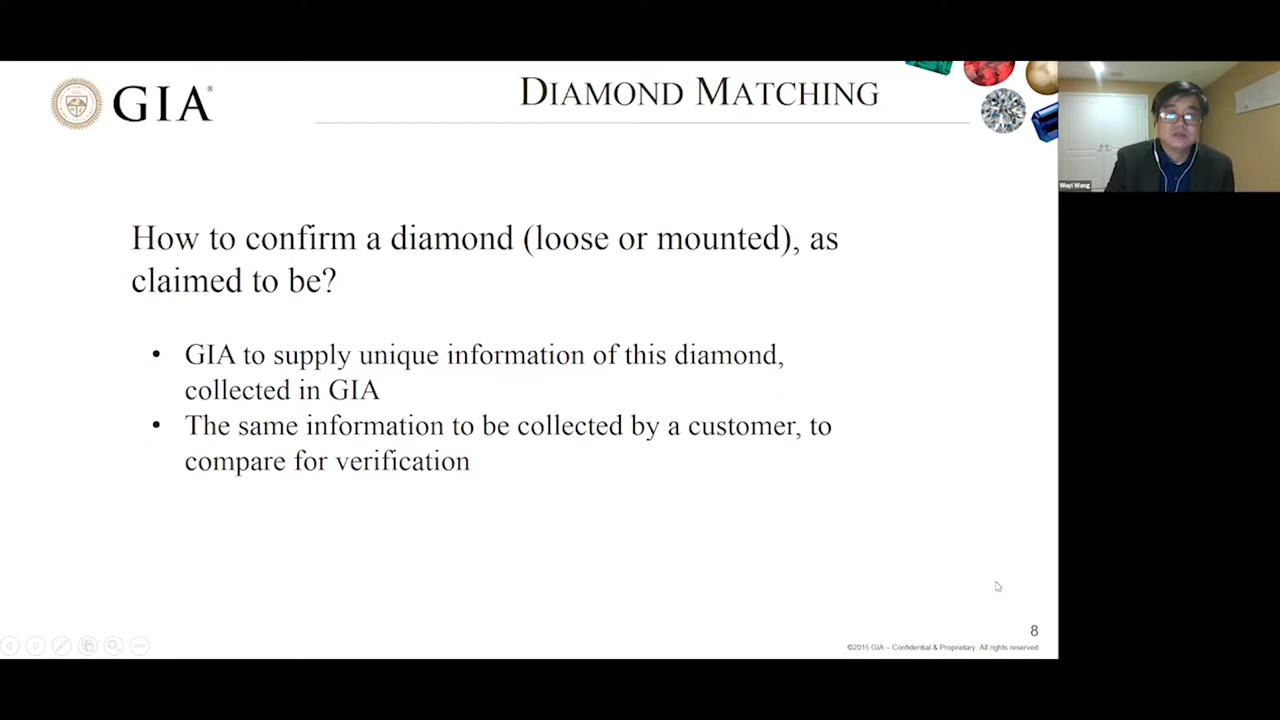 GIA®
DIAMOND MATCHING
Wuyi Wang
How to confirm a diamond (loose or mounted), as
claimed to be?
• GIA to supply unique information of this diamond,
collected in GIA
• The same information to be collected by a customer, to
compare for verification
8
©2015 GIA – Confidential & Proprietary. All rights reserved.